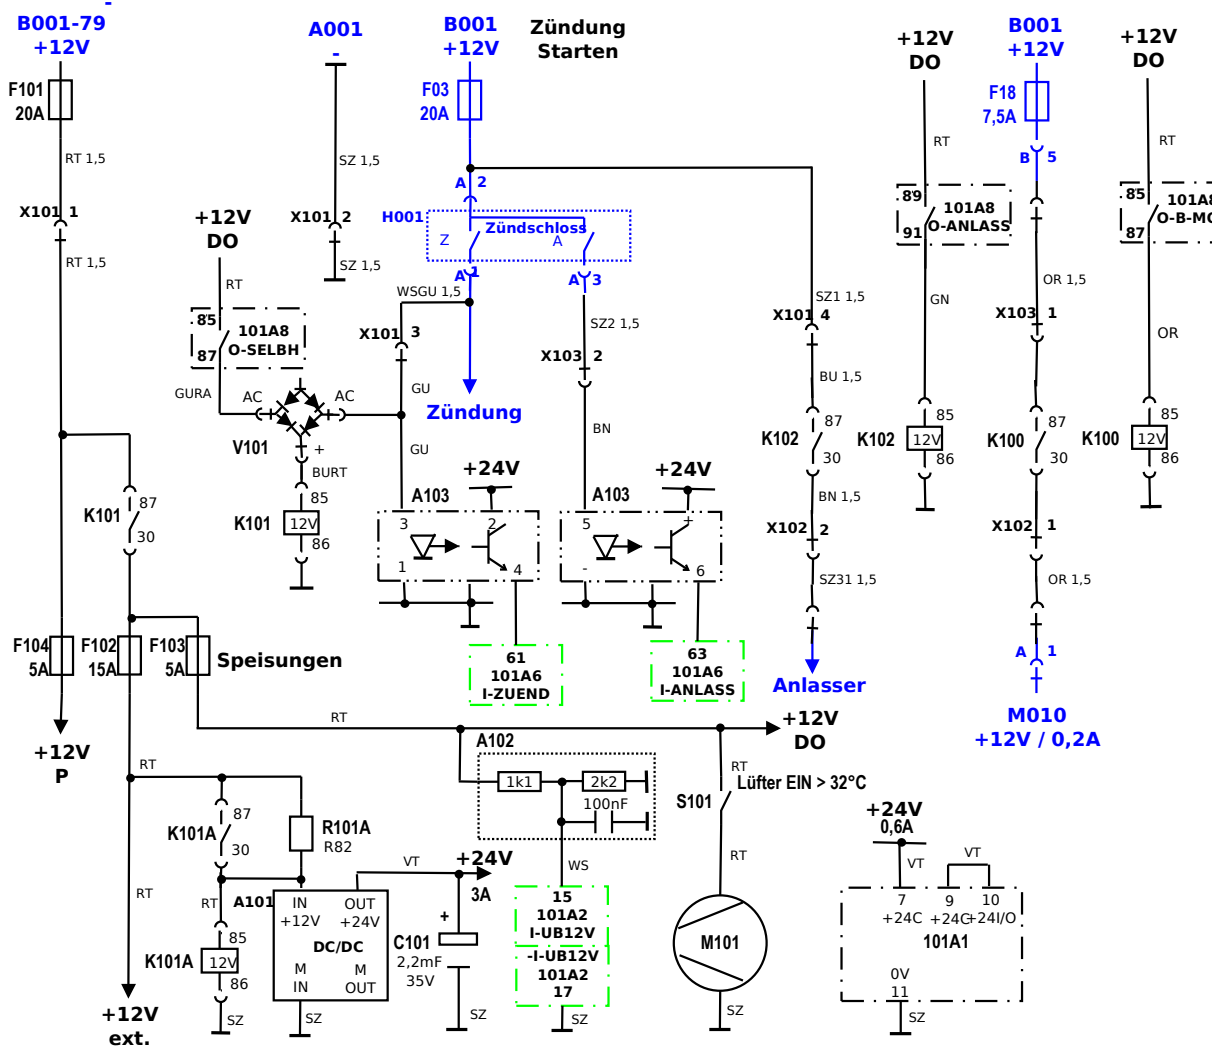 B001-79
+12V
F101
20A
RT 1,5
X101 1
RT 1,5
A001
-
SZ 1,5
X101 2
SZ 1,5
B001
+12V
Zündung
Starten
F03
20A
A 2
H001
Zündschloss
Z
A
A 1
A 3
WSGU 1,5
SZ2 1,5
X101 3
X103 2
GU
BN
Zündung
+12V
DO
RT
85
101A8
87
O-SELBH
GURA
AC
AC
V101
+
BURT
85
K101
12V
86
GU
+24V
A103
3
2
1
4
+24V
A103
5
+
-
6
61
101A6
I-ZUEND
63
101A6
I-ANLASS
SZ1 1,5
X101 4
BU 1,5
87
K102
30
BN 1,5
X102 2
SZ31 1,5
Anlasser
+12V
DO
RT
89
101A8
91
O-ANLASS
GN
85
K102
12V
86
B001
+12V
F18
7,5A
B 5
OR 1,5
X103 1
87
K100
30
X102 1
OR 1,5
A 1
M010
+12V / 0,2A
+12V
DO
RT
85
101A8
87
O-B-MO
OR
85
K100
12V
86
87
K101
30
F104
5A
F102
15A
F103
5A
Speisungen
+12V
P
RT
+12V
DO
RT
87
K101A
30
R101A
R82
RT
RT
85
K101A
12V
86
SZ
+12V
ext.
A101
IN
+12V
OUT
+24V
DC/DC
M
IN
M
OUT
SZ
VT
+24V
3A
+
C101
2,2mF
35V
SZ
A102
1k1
2k2
100nF
WS
15
101A2
I-UB12V
-I-UB12V
101A2
17
SZ
RT
Lüfter EIN > 32°C
S101
RT
M101
SZ
+24V
0,6A
VT
VT
7
9
10
+24C
+24C
+24I/O
101A1
0V
11
SZ